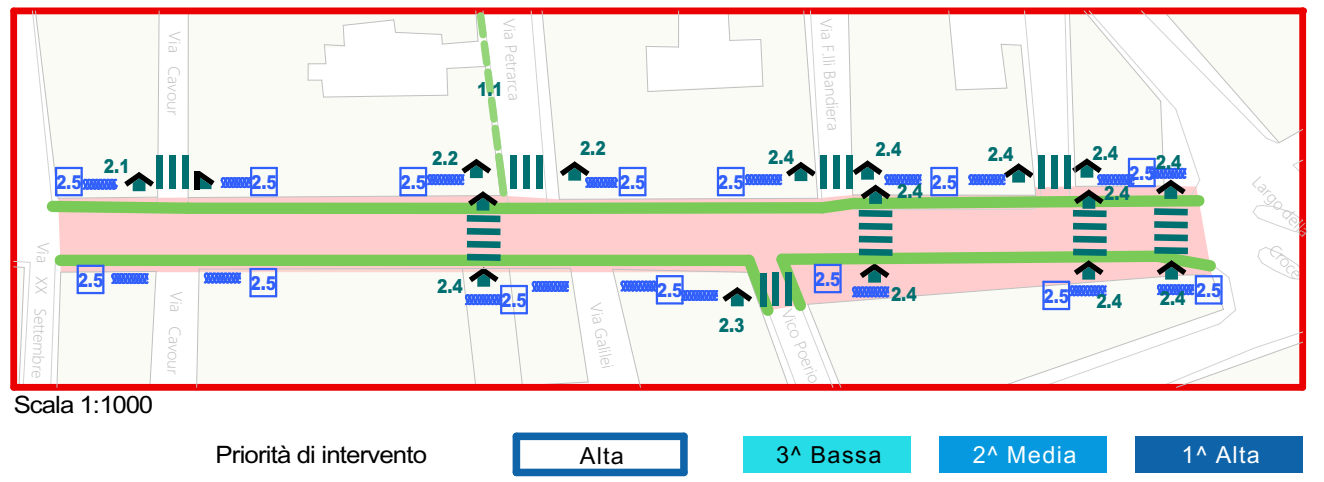 Via Cavour
Via Petrarca
Via F.lli Bandiera
1.1
2.1
2.2
2.2
2.4
2.4
2.4
2.4
2.4
2.5
2.5
2.5
2.5
2.5
2.5
2.5
2.4
2.4
Largo della
Croce
Via XX Settembre
Via Cavour
Via Galilei
Vico Poerio
2.5
2.5
2.4
2.5
2.5
2.3
2.5
2.4
2.5
2.4
2.4
2.5
Scala 1:1000
Priorità di intervento
Alta
3^ Bassa
2^ Media
1^ Alta